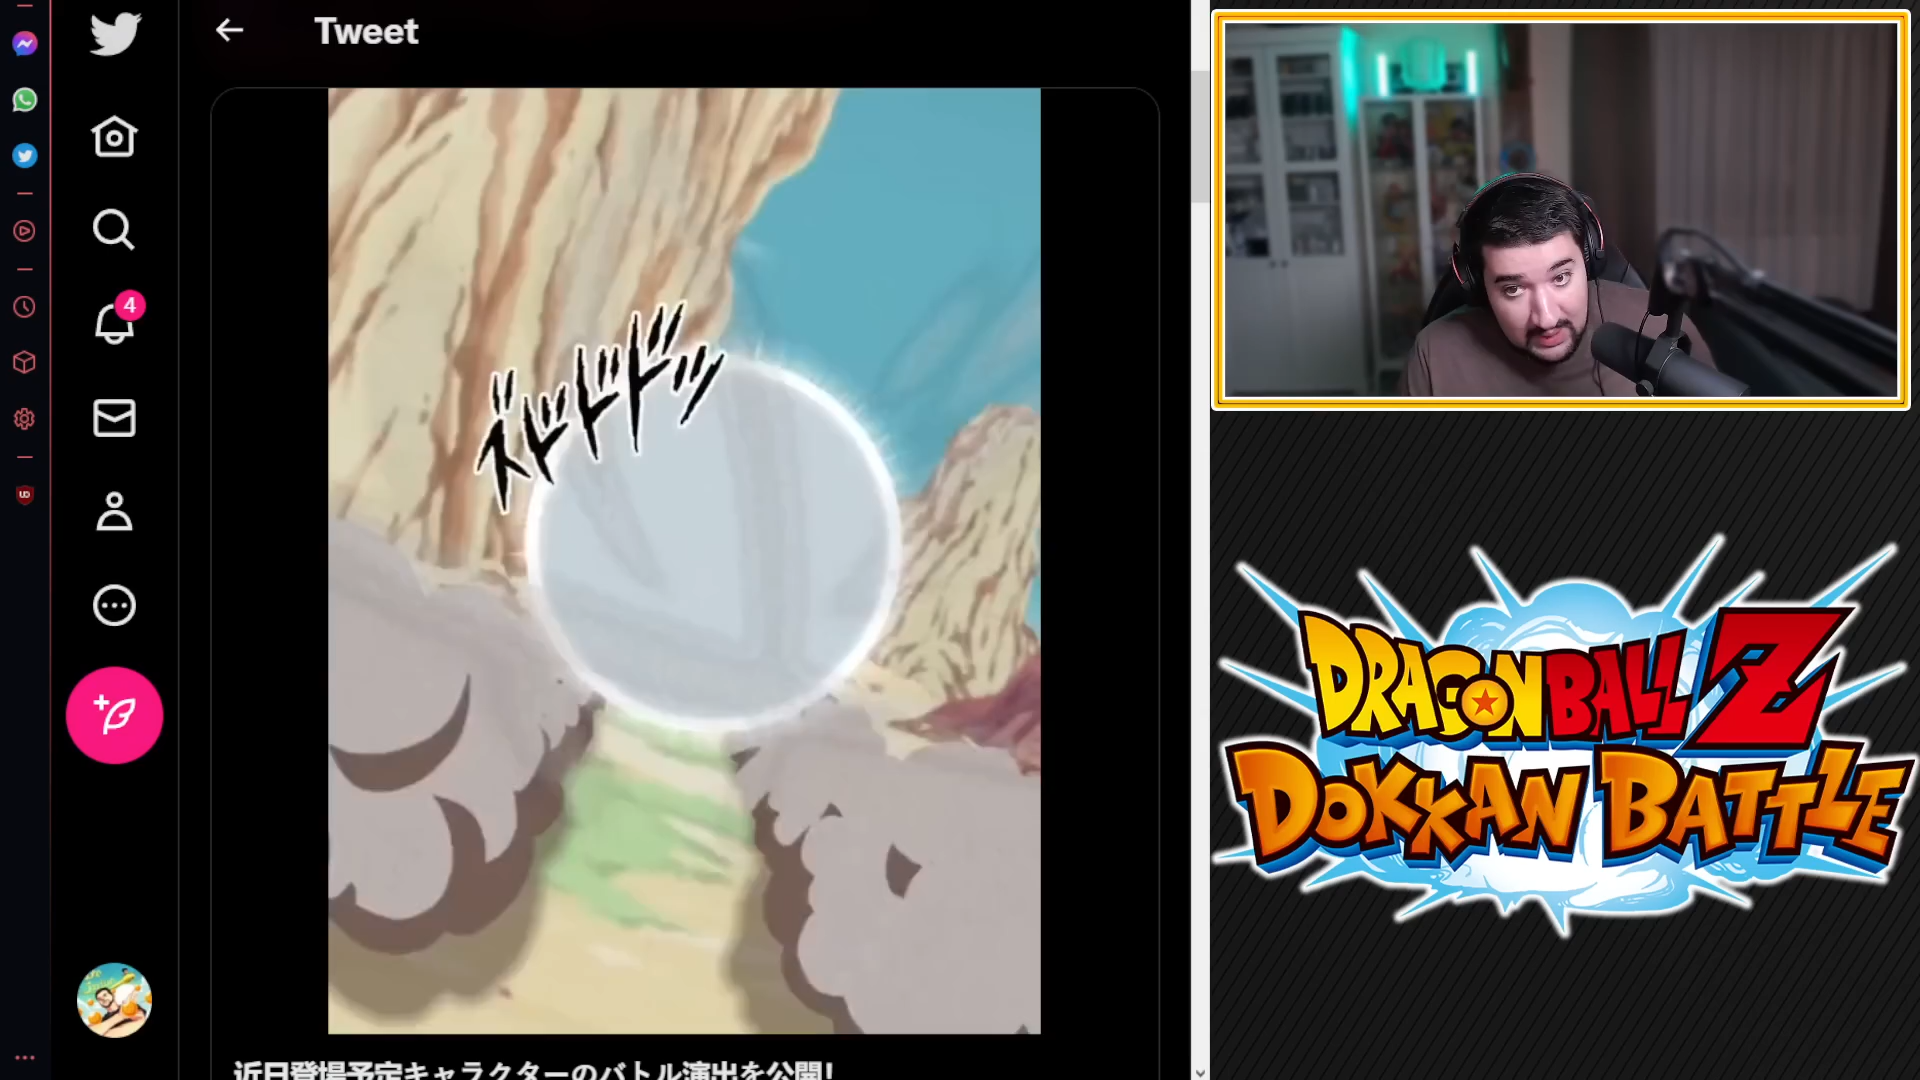 Tweet
4
ズドドドドッ
近日登場予定キャラクターのバトル演出を公開!
DRAGON BALL Z
DOKKAN BATTLE